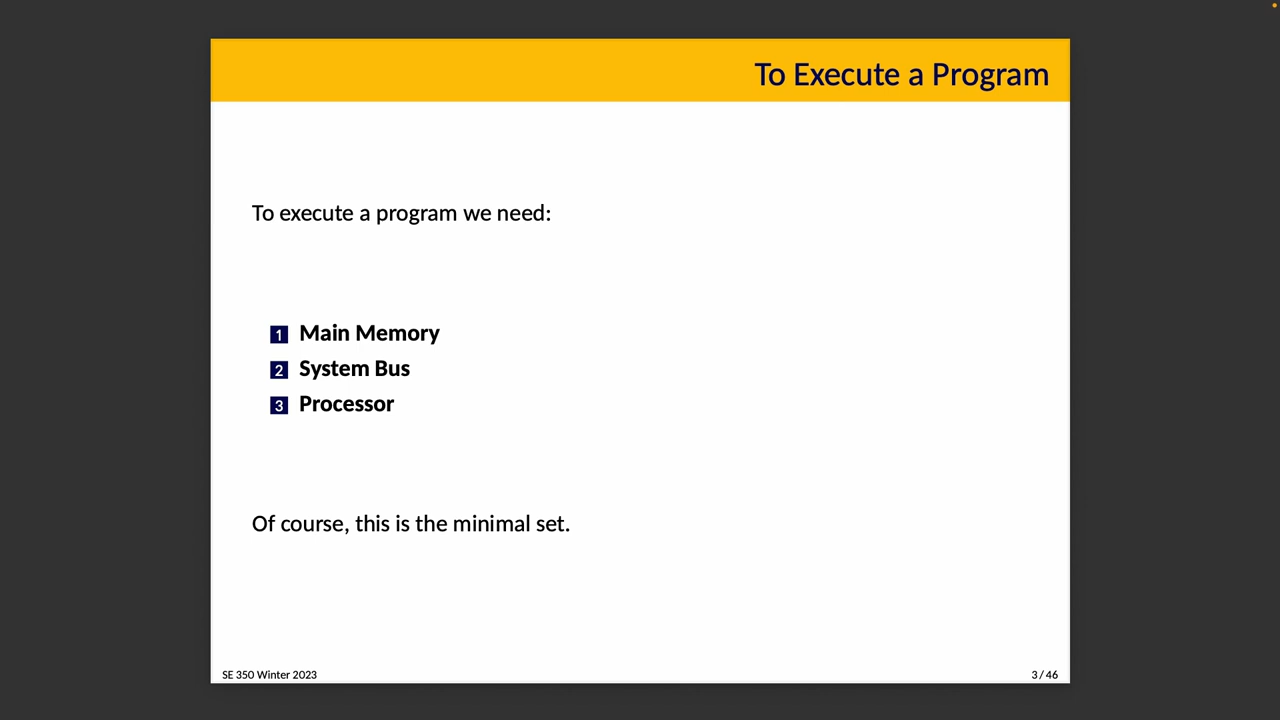 To Execute a Program
To execute a program we need:
1 Main Memory
2 System Bus
3 Processor
Of course, this is the minimal set.
SE 350 Winter 2023
3 / 46